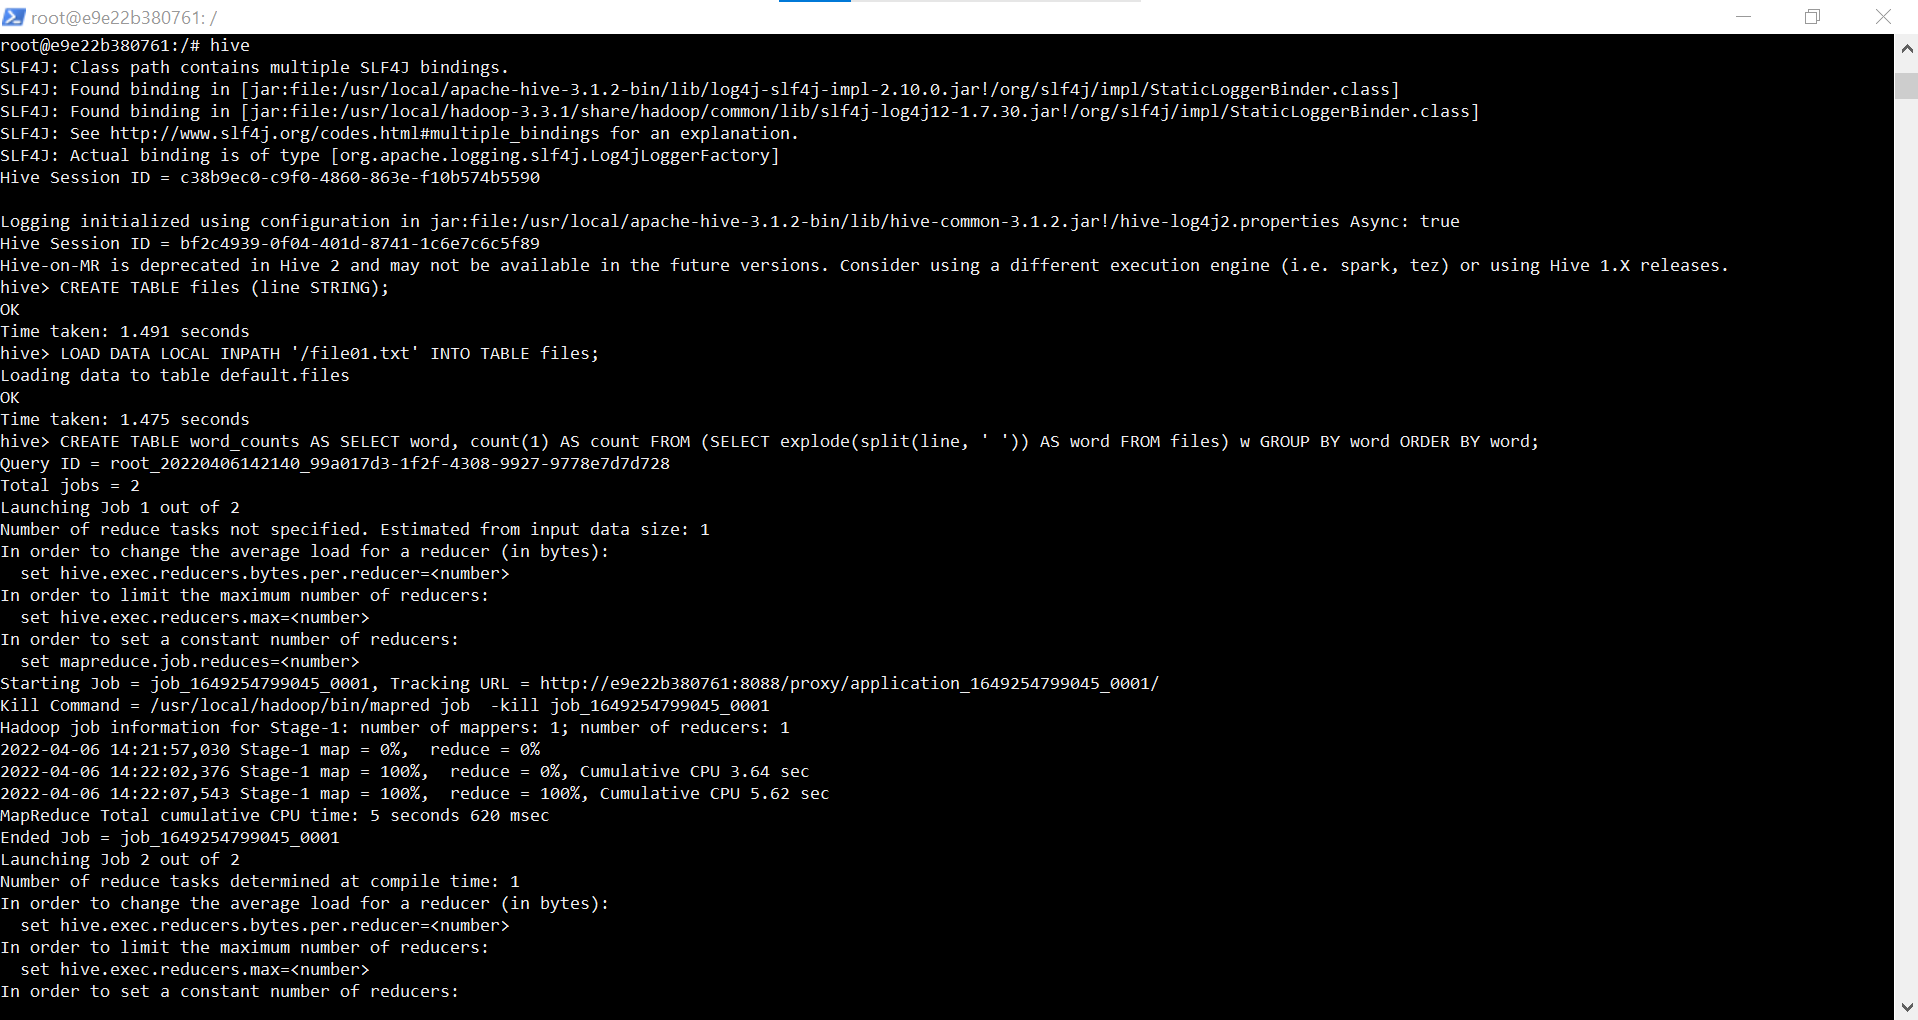 root@e9e22b380761: /
root@e9e22b380761:/# hive
SLF4J: Class path contains multiple SLF4J bindings.
SLF4J: Found binding in [jar:file:/usr/local/apache-hive-3.1.2-bin/lib/log4j-slf4j-impl-2.10.0.jar!/org/slf4j/impl/StaticLoggerBinder.class]
SLF4J: Found binding in [jar:file:/usr/local/hadoop-3.3.1/share/hadoop/common/lib/slf4j-log4j12-1.7.30.jar!/org/slf4j/impl/StaticLoggerBinder.class]
SLF4J: See http://www.slf4j.org/codes.html#multiple_bindings for an explanation.
SLF4J: Actual binding is of type [org.apache.logging.slf4j.Log4jLoggerFactory]
Hive Session ID = c38b9ec0-c9f0-4860-863e-f10b574b5590
Logging initialized using configuration in jar:file:/usr/local/apache-hive-3.1.2-bin/lib/hive-common-3.1.2.jar!/hive-log4j2.properties Async: true
Hive Session ID = bf2c4939-0f04-401d-8741-1c6e7c6c5f89
Hive-on-MR is deprecated in Hive 2 and may not be available in the future versions. Consider using a different execution engine (i.e. spark, tez) or using Hive 1.X releases.
hive> CREATE TABLE files (line STRING);
OK
Time taken: 1.491 seconds
hive> LOAD DATA LOCAL INPATH '/file01.txt' INTO TABLE files;
Loading data to table default.files
OK
Time taken: 1.475 seconds
hive> CREATE TABLE word_counts AS SELECT word, count(1) AS count FROM (SELECT explode(split(line, ' ')) AS word FROM files) w GROUP BY word ORDER BY word;
Query ID = root_20220406142140_99a017d3-1f2f-4308-9927-9778e7d7d728
Total jobs = 2
Launching Job 1 out of 2
Number of reduce tasks not specified. Estimated from input data size: 1
In order to change the average load for a reducer (in bytes):
  set hive.exec.reducers.bytes.per.reducer=<number>
In order to limit the maximum number of reducers:
  set hive.exec.reducers.max=<number>
In order to set a constant number of reducers:
  set mapreduce.job.reduces=<number>
Starting Job = job_1649254799045_0001, Tracking URL = http://e9e22b380761:8088/proxy/application_1649254799045_0001/
Kill Command = /usr/local/hadoop/bin/mapred job  -kill job_1649254799045_0001
Hadoop job information for Stage-1: number of mappers: 1; number of reducers: 1
2022-04-06 14:21:57,030 Stage-1 map = 0%,  reduce = 0%
2022-04-06 14:22:02,376 Stage-1 map = 100%,  reduce = 0%, Cumulative CPU 3.64 sec
2022-04-06 14:22:07,543 Stage-1 map = 100%,  reduce = 100%, Cumulative CPU 5.62 sec
MapReduce Total cumulative CPU time: 5 seconds 620 msec
Ended Job = job_1649254799045_0001
Launching Job 2 out of 2
Number of reduce tasks determined at compile time: 1
In order to change the average load for a reducer (in bytes):
  set hive.exec.reducers.bytes.per.reducer=<number>
In order to limit the maximum number of reducers:
  set hive.exec.reducers.max=<number>
In order to set a constant number of reducers: